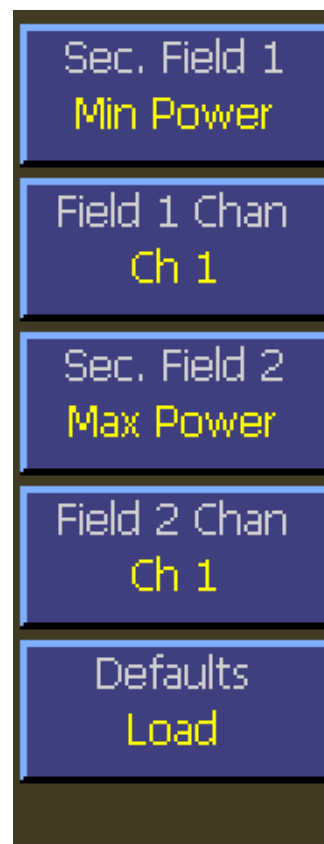 Sec. Field 1
Min Power
Field 1 Chan
Ch 1
Sec. Field 2
Max Power
Field 2 Chan
Ch 1
Defaults
Load